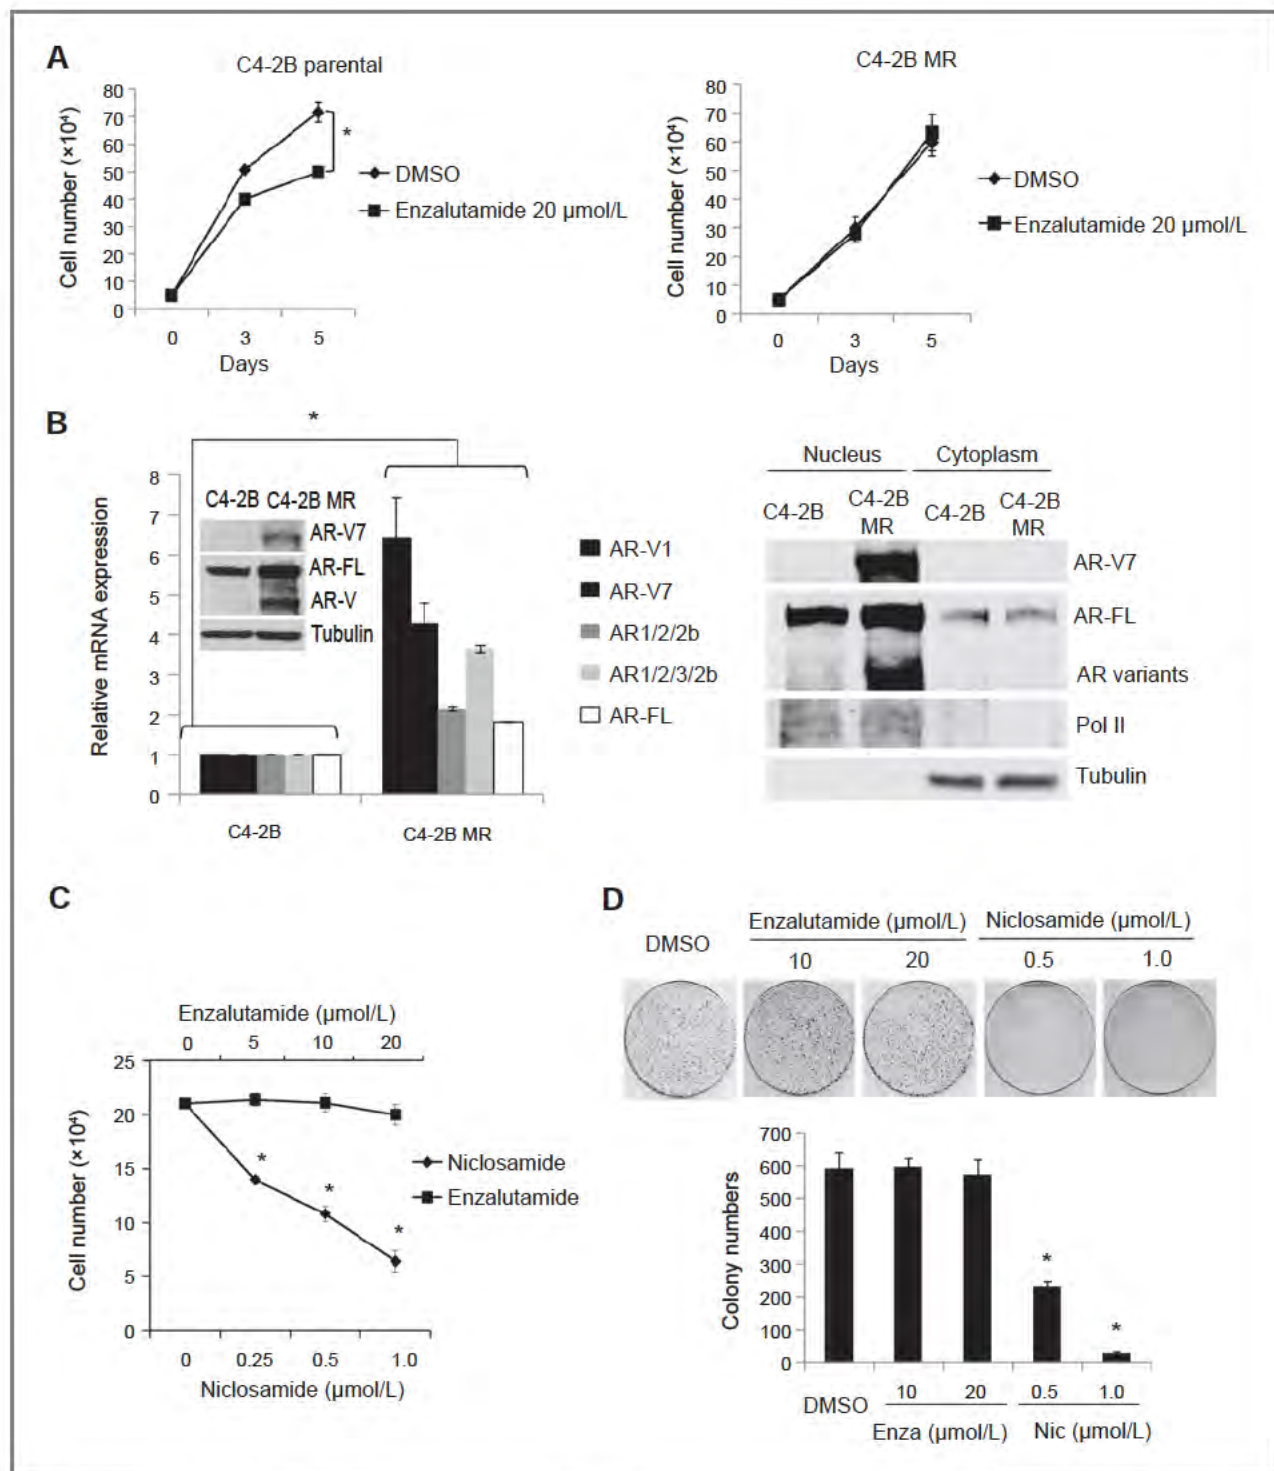 A
C4-2B parental
Cell number (×10⁴)
80
70
60
50
40
30
20
10
0
*
DMSO
Enzalutamide 20 µmol/L
0 3 5
Days
C4-2B MR
Cell number (×10⁴)
80
70
60
50
40
30
20
10
0
DMSO
Enzalutamide 20 µmol/L
0 3 5
Days
B
*
Relative mRNA expression
8
7
6
5
4
3
2
1
0
C4-2B C4-2B MR
AR-V7
AR-FL
AR-V
Tubulin
C4-2B C4-2B MR
AR-V1
AR-V7
AR1/2/2b
AR1/2/3/2b
AR-FL
Nucleus Cytoplasm
C4-2B C4-2B MR C4-2B C4-2B MR
AR-V7
AR-FL
AR variants
Pol II
Tubulin
C
Enzalutamide (µmol/L)
0 5 10 20
Cell number (×10⁴)
25
20
15
10
5
0
*
*
*
Niclosamide
Enzalutamide
0 0.25 0.5 1.0
Niclosamide (µmol/L)
D
DMSO
Enzalutamide (µmol/L) Niclosamide (µmol/L)
10 20 0.5 1.0
Colony numbers
700
600
500
400
300
200
100
0
*
*
DMSO
10 20 0.5 1.0
Enza (µmol/L) Nic (µmol/L)